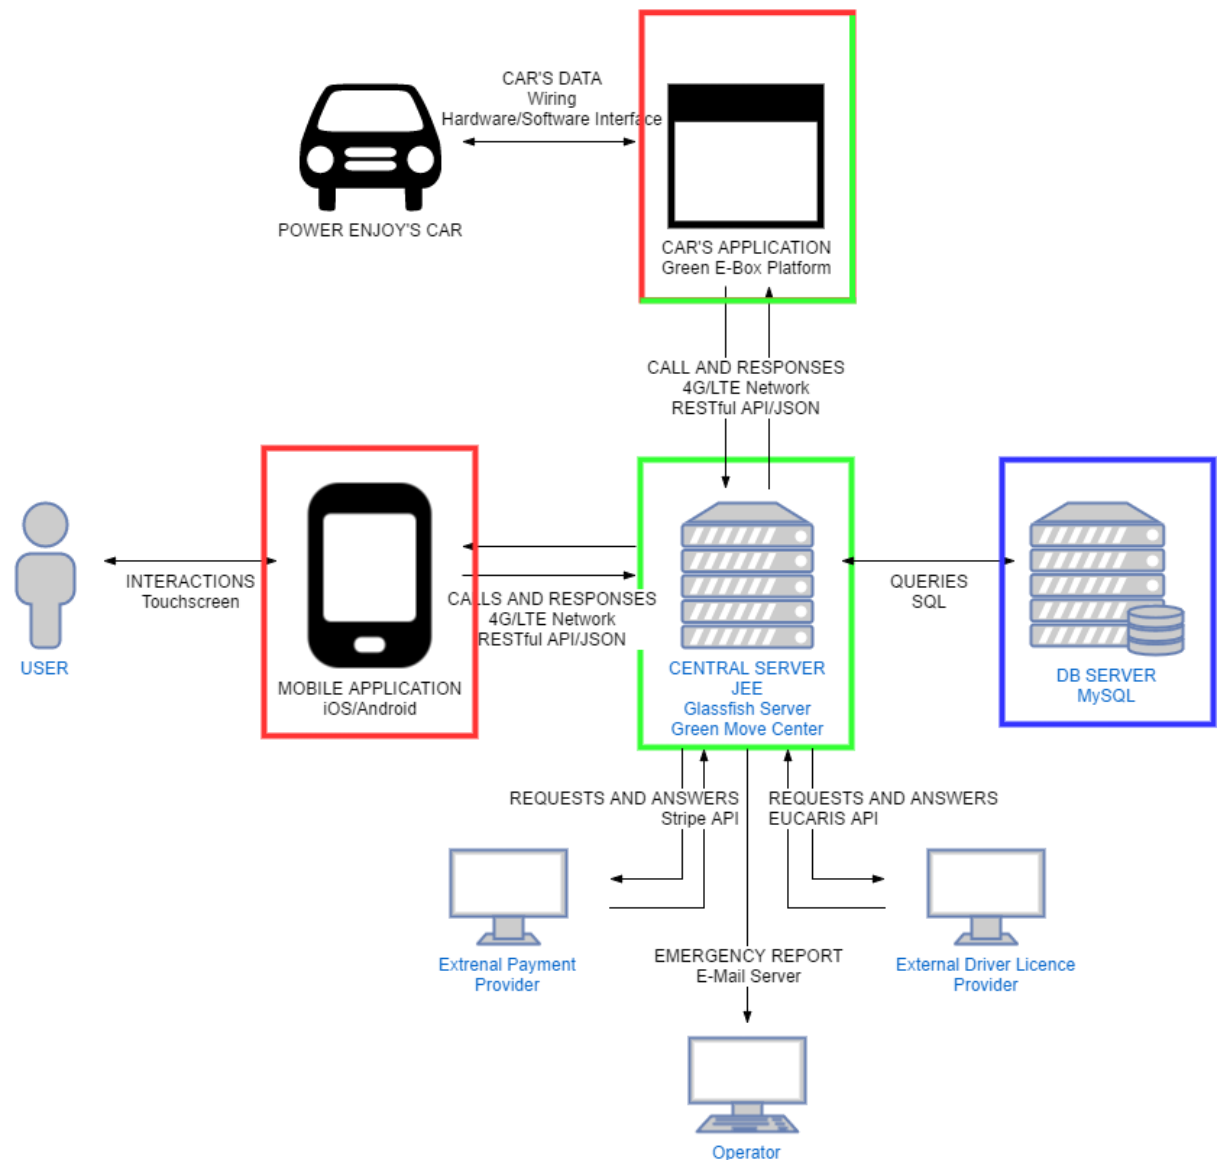 CAR'S DATA
Wiring
Hardware/Software Interface
POWER ENJOY'S CAR
CAR'S APPLICATION
Green E-Box Platform
CALL AND RESPONSES
4G/LTE Network
RESTful API/JSON
INTERACTIONS
Touchscreen
USER
CALLS AND RESPONSES
4G/LTE Network
RESTful API/JSON
MOBILE APPLICATION
iOS/Android
CENTRAL SERVER
JEE
Glassfish Server
Green Move Center
QUERIES
SQL
DB SERVER
MySQL
REQUESTS AND ANSWERS
Stripe API
REQUESTS AND ANSWERS
EUCARIS API
Extrenal Payment
Provider
EMERGENCY REPORT
E-Mail Server
External Driver Licence
Provider
Operator